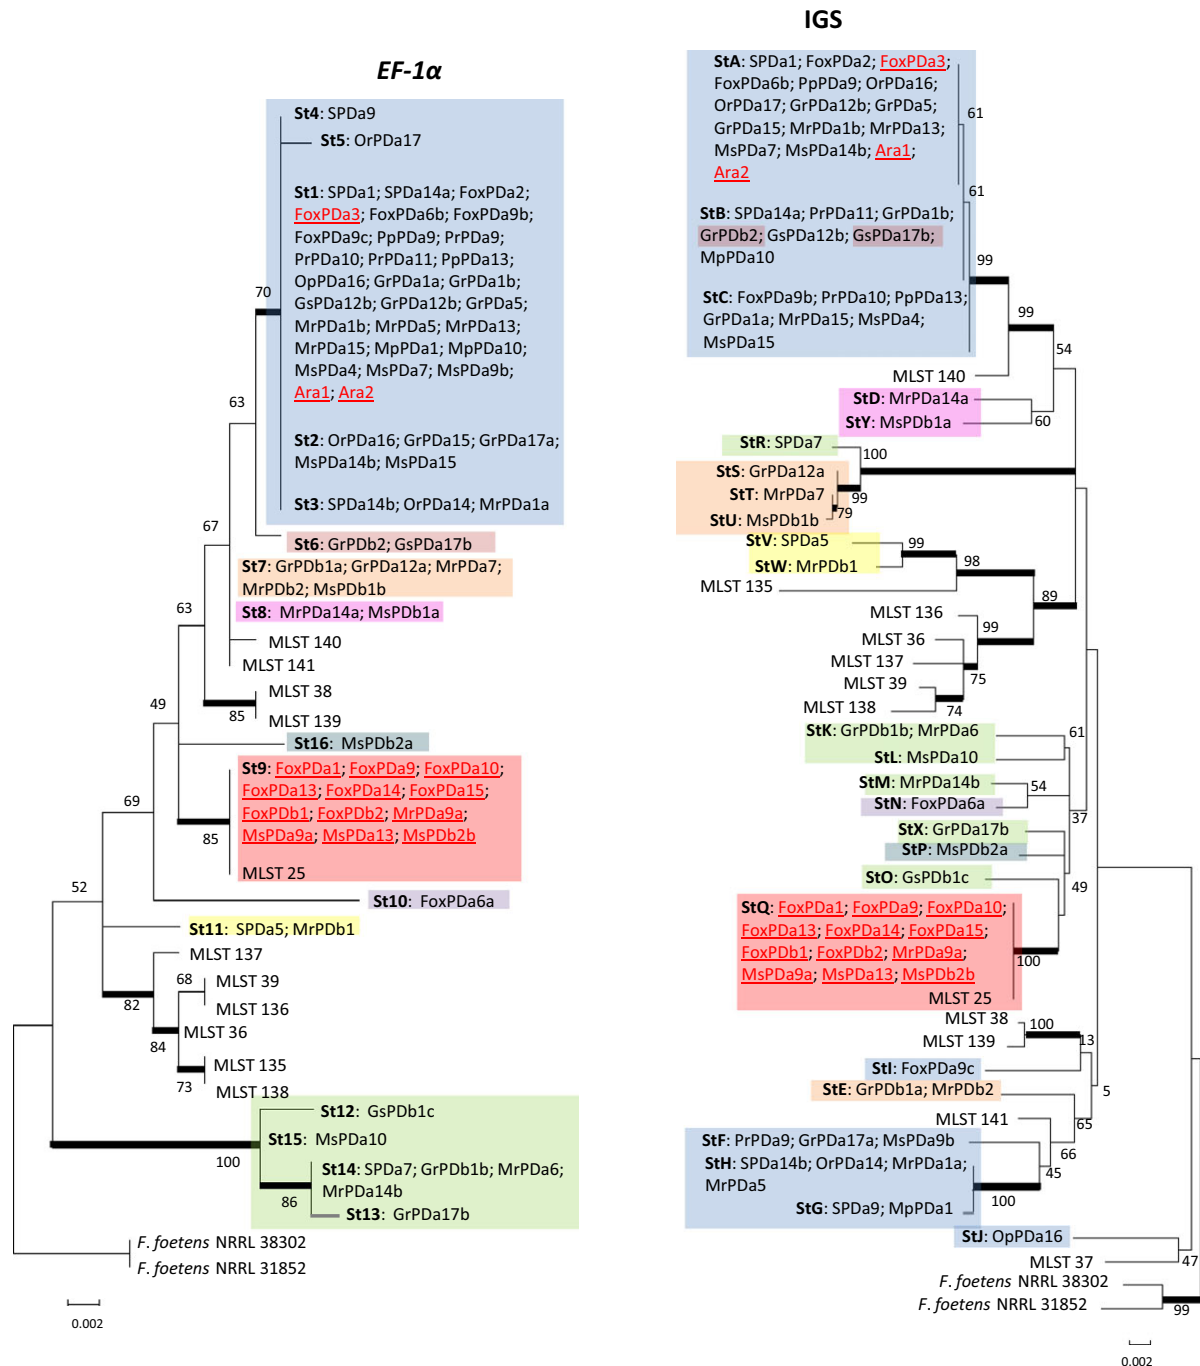 EF-1α
St4: SPDa9
St5: OrPDa17
St1: SPDa1; SPDa14a; FoxPDa2;
FoxPDa3; FoxPDa6b; FoxPDa9b;
FoxPDa9c; PpPDa9; PrPDa9;
PrPDa10; PrPDa11; PpPDa13;
OpPDa16; GrPDa1a; GrPDa1b;
GsPDa12b; GrPDa12b; GrPDa5;
MrPDa1b; MrPDa5; MrPDa13;
MrPDa15; MpPDa1; MpPDa10;
MsPDa4; MsPDa7; MsPDa9b;
Ara1; Ara2
St2: OrPDa16; GrPDa15; GrPDa17a;
MsPDa14b; MsPDa15
St3: SPDa14b; OrPDa14; MrPDa1a
70
St6: GrPDb2; GsPDa17b
63
St7: GrPDb1a; GrPDa12a; MrPDa7;
MrPDb2; MsPDb1b
67
St8: MrPDa14a; MsPDb1a
63
MLST 140
MLST 141
MLST 38
85
MLST 139
49
St16: MsPDb2a
St9: FoxPDa1; FoxPDa9; FoxPDa10;
FoxPDa13; FoxPDa14; FoxPDa15;
FoxPDb1; FoxPDb2; MrPDa9a;
MsPDa9a; MsPDa13; MsPDb2b
MLST 25
69
85
52
St10: FoxPDa6a
St11: SPDa5; MrPDb1
MLST 137
68
MLST 39
82
MLST 136
MLST 36
84
MLST 135
73
MLST 138
St12: GsPDb1c
St15: MsPDa10
100
St14: SPDa7; GrPDb1b; MrPDa6;
MrPDa14b
86
St13: GrPDa17b
F. foetens NRRL 38302
F. foetens NRRL 31852
0.002
IGS
StA: SPDa1; FoxPDa2; FoxPDa3;
FoxPDa6b; PpPDa9; OrPDa16;
OrPDa17; GrPDa12b; GrPDa5;
GrPDa15; MrPDa1b; MrPDa13;
MsPDa7; MsPDa14b; Ara1;
Ara2
61
61
StB: SPDa14a; PrPDa11; GrPDa1b;
GrPDb2; GsPDa12b; GsPDa17b;
MpPDa10
99
StC: FoxPDa9b; PrPDa10; PpPDa13;
GrPDa1a; MrPDa15; MsPDa4;
MsPDa15
99
54
MLST 140
StD: MrPDa14a
60
StY: MsPDb1a
StR: SPDa7
100
StS: GrPDa12a
StT: MrPDa7
99
79
StU: MsPDb1b
StV: SPDa5
99
StW: MrPDb1
98
MLST 135
89
MLST 136
99
MLST 36
MLST 137
75
MLST 39
74
MLST 138
StK: GrPDb1b; MrPDa6
61
StL: MsPDa10
StM: MrPDa14b
54
StN: FoxPDa6a
37
StX: GrPDa17b
StP: MsPDb2a
StO: GsPDb1c
49
StQ: FoxPDa1; FoxPDa9; FoxPDa10;
FoxPDa13; FoxPDa14; FoxPDa15;
FoxPDb1; FoxPDb2; MrPDa9a;
MsPDa9a; MsPDa13; MsPDb2b
100
MLST 25
MLST 38
100
MLST 139
13
StI: FoxPDa9c
5
StE: GrPDb1a; MrPDb2
MLST 141
65
StF: PrPDa9; GrPDa17a; MsPDa9b
66
StH: SPDa14b; OrPDa14; MrPDa1a;
MrPDa5
45
100
StG: SPDa9; MpPDa1
StJ: OpPDa16
47
MLST 37
F. foetens NRRL 38302
F. foetens NRRL 31852
99
0.002